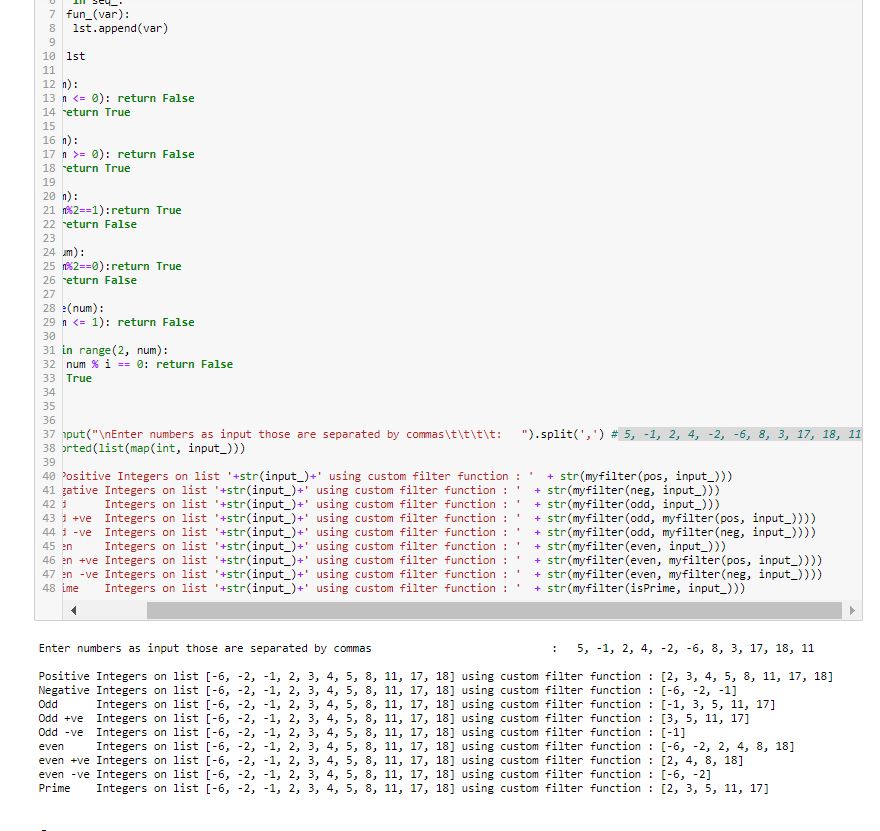 6 in seq_:
7 fun_(var):
8 lst.append(var)
9
10 lst
11
12 n):
13 n <= 0): return False
14 return True
15
16 n):
17 n >= 0): return False
18 return True
19
20 n):
21 m%2==1):return True
22 return False
23
24 um):
25 m%2==0):return True
26 return False
27
28 e(num):
29 m <= 1): return False
30
31 in range(2, num):
32 num % i == 0: return False
33 True
34
35
36
37 nput("\nEnter numbers as input those are separated by commas\t\t\t\t:   ").split(',') # 5, -1, 2, 4, -2, -6, 8, 3, 17, 18, 11
38 orted(list(map(int, input_)))
39
40 Positive Integers on list '+str(input_)+' using custom filter function : '  + str(myfilter(pos, input_)))
41 gative Integers on list '+str(input_)+' using custom filter function : '  + str(myfilter(neg, input_)))
42 d      Integers on list '+str(input_)+' using custom filter function : '  + str(myfilter(odd, input_)))
43 d +ve  Integers on list '+str(input_)+' using custom filter function : '  + str(myfilter(odd, myfilter(pos, input_))))
44 d -ve  Integers on list '+str(input_)+' using custom filter function : '  + str(myfilter(odd, myfilter(neg, input_))))
45 en     Integers on list '+str(input_)+' using custom filter function : '  + str(myfilter(even, input_)))
46 en +ve Integers on list '+str(input_)+' using custom filter function : '  + str(myfilter(even, myfilter(pos, input_))))
47 en -ve Integers on list '+str(input_)+' using custom filter function : '  + str(myfilter(even, myfilter(neg, input_))))
48 ime    Integers on list '+str(input_)+' using custom filter function : '  + str(myfilter(isPrime, input_)))
Enter numbers as input those are separated by commas                            :   5, -1, 2, 4, -2, -6, 8, 3, 17, 18, 11
Positive Integers on list [-6, -2, -1, 2, 3, 4, 5, 8, 11, 17, 18] using custom filter function : [2, 3, 4, 5, 8, 11, 17, 18]
Negative Integers on list [-6, -2, -1, 2, 3, 4, 5, 8, 11, 17, 18] using custom filter function : [-6, -2, -1]
Odd      Integers on list [-6, -2, -1, 2, 3, 4, 5, 8, 11, 17, 18] using custom filter function : [-1, 3, 5, 11, 17]
Odd +ve  Integers on list [-6, -2, -1, 2, 3, 4, 5, 8, 11, 17, 18] using custom filter function : [3, 5, 11, 17]
Odd -ve  Integers on list [-6, -2, -1, 2, 3, 4, 5, 8, 11, 17, 18] using custom filter function : [-1]
even     Integers on list [-6, -2, -1, 2, 3, 4, 5, 8, 11, 17, 18] using custom filter function : [-6, -2, 2, 4, 8, 18]
even +ve Integers on list [-6, -2, -1, 2, 3, 4, 5, 8, 11, 17, 18] using custom filter function : [2, 4, 8, 18]
even -ve Integers on list [-6, -2, -1, 2, 3, 4, 5, 8, 11, 17, 18] using custom filter function : [-6, -2]
Prime    Integers on list [-6, -2, -1, 2, 3, 4, 5, 8, 11, 17, 18] using custom filter function : [2, 3, 5, 11, 17]